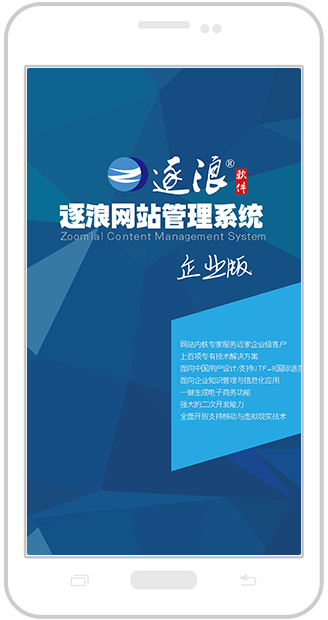 逐浪®
软件
逐浪网站管理系统
Zoomlal Content Management System
企业版
网站内核专家服务近家企业级客户
上百项专有技术解决方案
面向中国用户设计/支持UTF-8国际语言
面向企业知识管理与信息化应用
一键生成电子商务功能
强大的二次开发能力
全面开放支持移动与虚拟现实技术